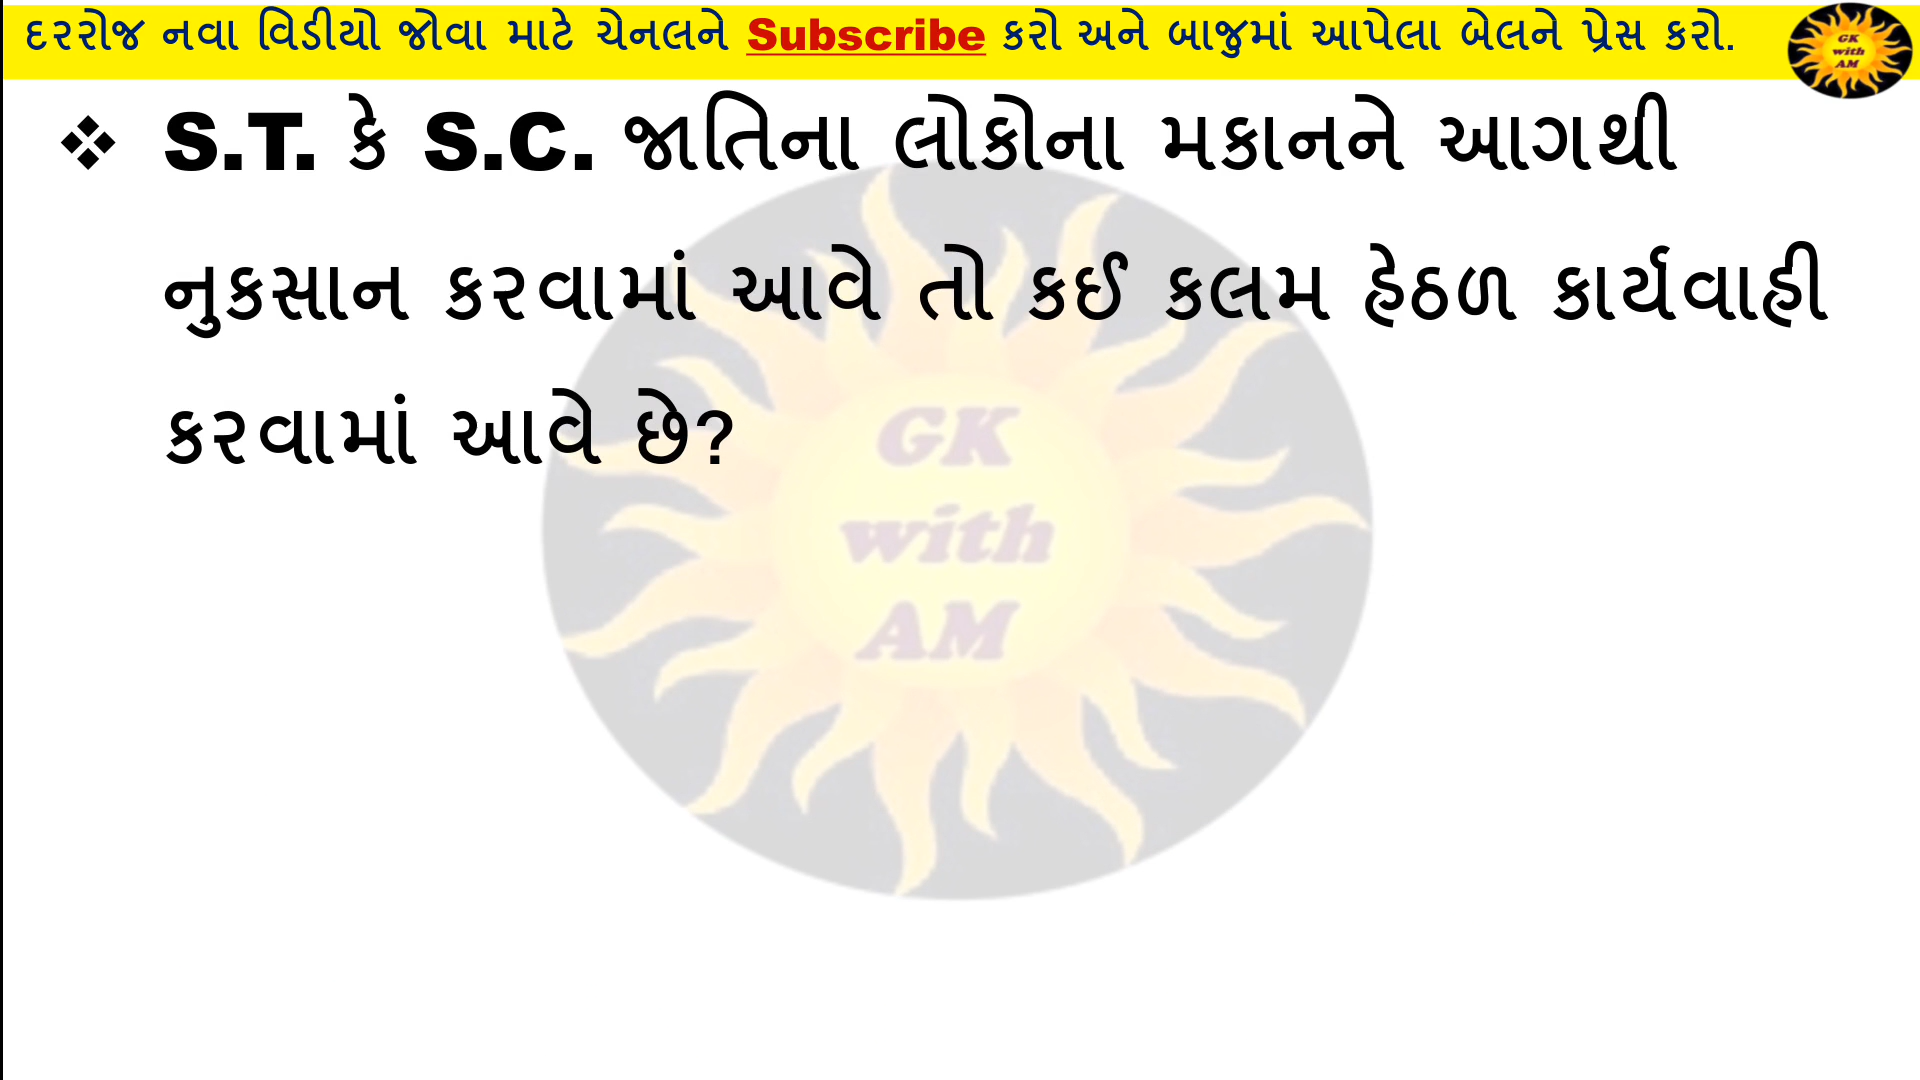 દરરોજ નવા વિડીયો જોવા માટે ચેનલને Subscribe કરો અને બાજુમાં આપેલા બેલને પ્રેસ કરો.
GK
with
AM
❖ S.T. કે S.C. જાતિના લોકોના મકાનને આગથી
નુકસાન કરવામાં આવે તો કઈ કલમ હેઠળ કાર્યવાહી
કરવામાં આવે છે?
GK
with
AM